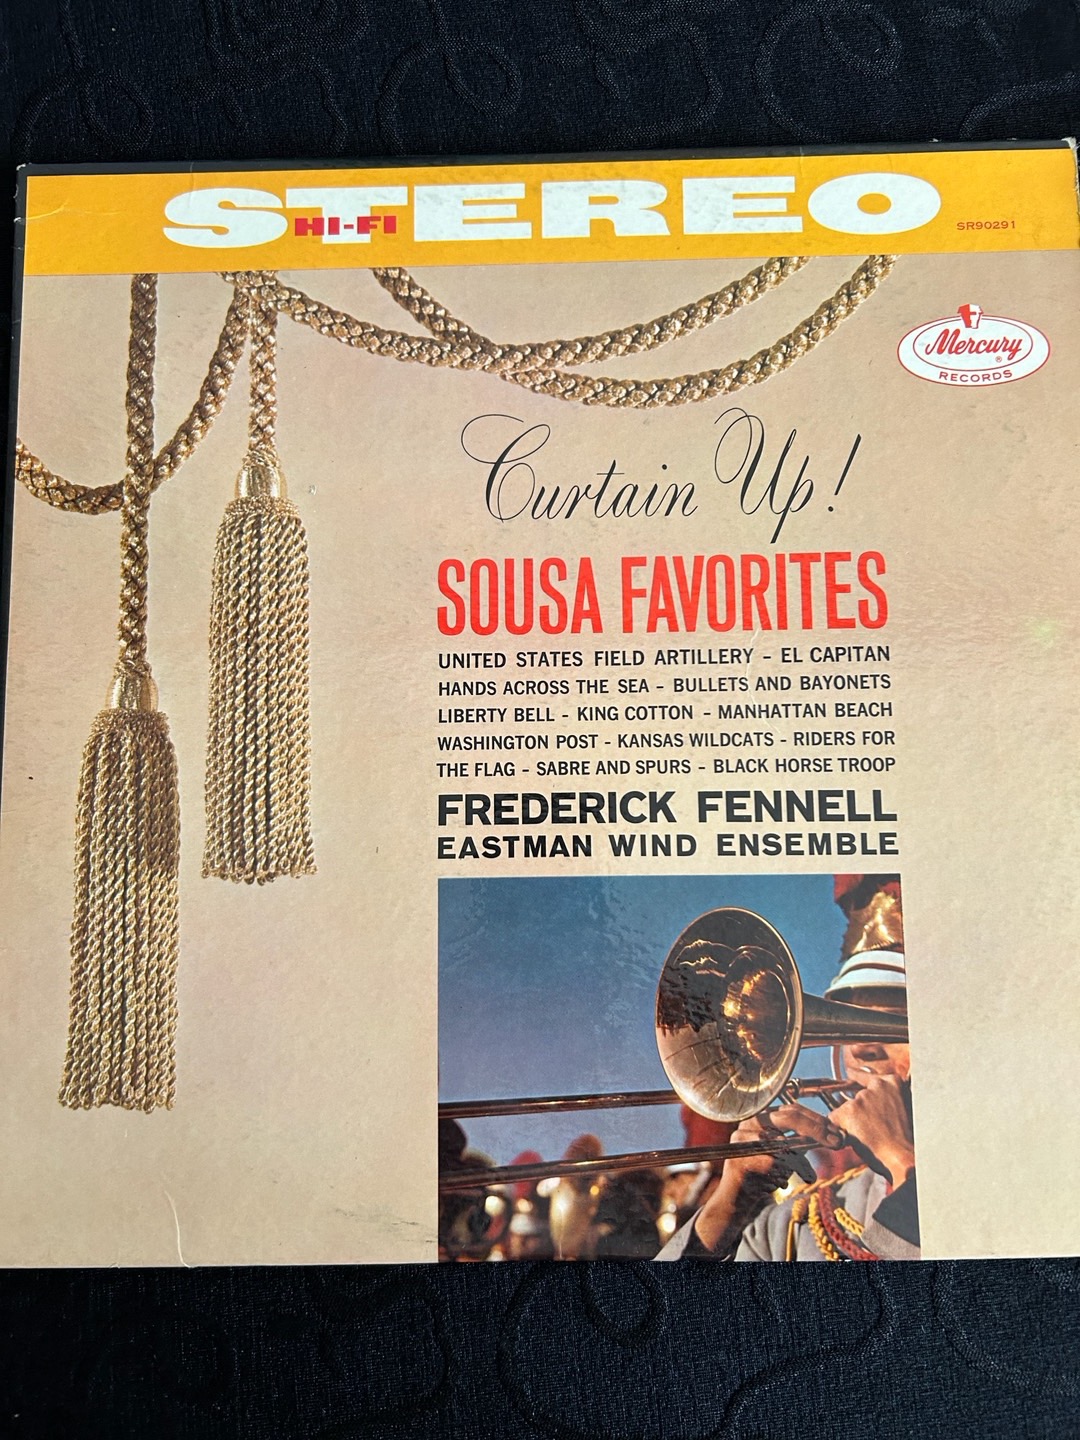 STEREO
HI-FI
SR90291
Mercury
®
RECORDS
Curtain Up!
SOUSA FAVORITES
UNITED STATES FIELD ARTILLERY – EL CAPITAN
HANDS ACROSS THE SEA – BULLETS AND BAYONETS
LIBERTY BELL – KING COTTON – MANHATTAN BEACH
WASHINGTON POST – KANSAS WILDCATS – RIDERS FOR
THE FLAG – SABRE AND SPURS – BLACK HORSE TROOP
FREDERICK FENNELL
EASTMAN WIND ENSEMBLE